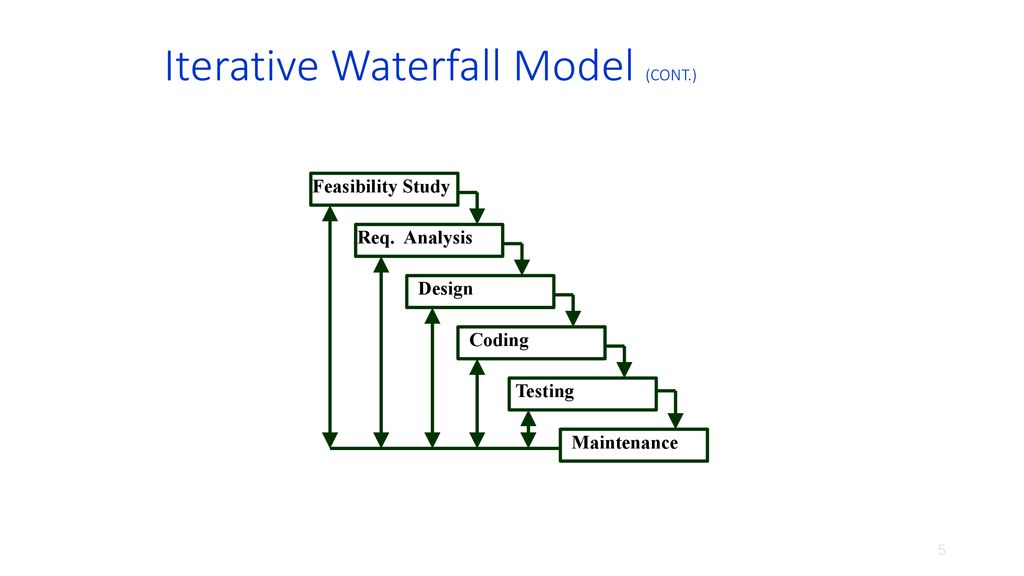 Iterative Waterfall Model (CONT.)
Feasibility Study
Req. Analysis
Design
Coding
Testing
Maintenance
5